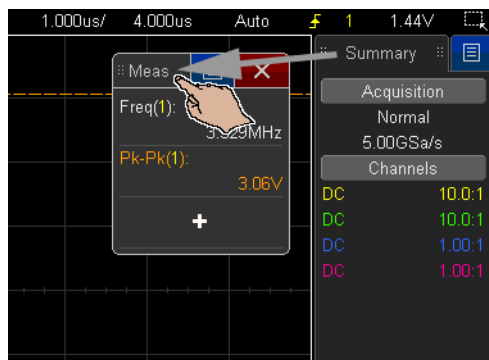 1.000us/ 4.000us Auto 1 1.44V
Meas
Summary
Freq(1):
3.929MHz
Pk-Pk(1):
3.06V
+
Acquisition
Normal
5.00GSa/s
Channels
DC 10.0:1
DC 10.0:1
DC 1.00:1
DC 1.00:1